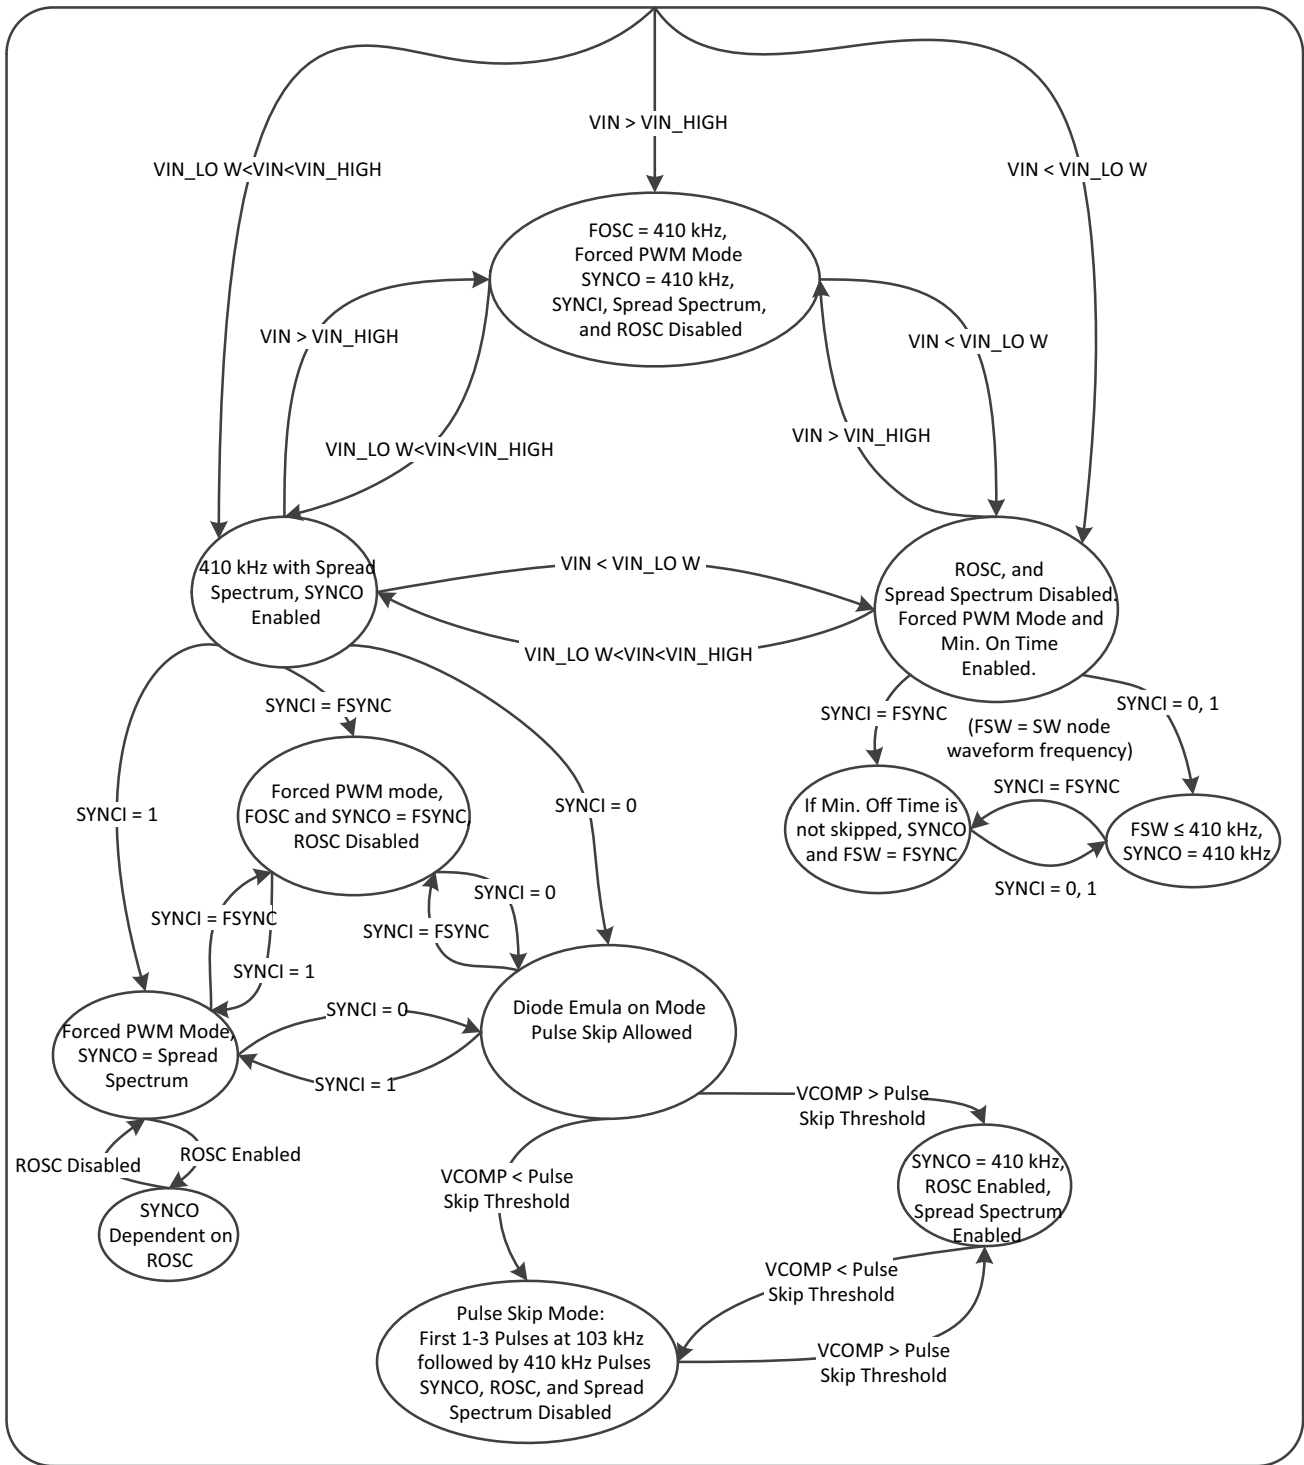 VIN > VIN_HIGH
VIN_LO W<VIN<VIN_HIGH
VIN < VIN_LO W
FOSC = 410 kHz,
Forced PWM Mode
SYNCO = 410 kHz,
SYNCI, Spread Spectrum,
and ROSC Disabled
VIN > VIN_HIGH
VIN < VIN_LO W
VIN > VIN_HIGH
VIN_LO W<VIN<VIN_HIGH
410 kHz with Spread
Spectrum, SYNCO
Enabled
VIN < VIN_LO W
VIN_LO W<VIN<VIN_HIGH
ROSC, and
Spread Spectrum Disabled.
Forced PWM Mode and
Min. On Time
Enabled.
SYNCI = FSYNC
SYNCI = FSYNC
SYNCI = 0, 1
(FSW = SW node
waveform frequency)
SYNCI = 1
Forced PWM mode,
FOSC and SYNCO = FSYNC,
ROSC Disabled
SYNCI = 0
If Min. Off Time is
not skipped, SYNCO
and FSW = FSYNC
SYNCI = FSYNC
FSW ≤ 410 kHz,
SYNCO = 410 kHz
SYNCI = 0, 1
SYNCI = 0
SYNCI = FSYNC
SYNCI = FSYNC
SYNCI = 1
Diode Emula on Mode
Pulse Skip Allowed
SYNCI = 0
Forced PWM Mode,
SYNCO = Spread
Spectrum
SYNCI = 1
VCOMP > Pulse
Skip Threshold
ROSC Disabled
ROSC Enabled
VCOMP < Pulse
Skip Threshold
SYNCO = 410 kHz,
ROSC Enabled,
Spread Spectrum
Enabled
SYNCO
Dependent on
ROSC
VCOMP < Pulse
Skip Threshold
Pulse Skip Mode:
First 1-3 Pulses at 103 kHz
followed by 410 kHz Pulses
SYNCO, ROSC, and Spread
Spectrum Disabled
VCOMP > Pulse
Skip Threshold